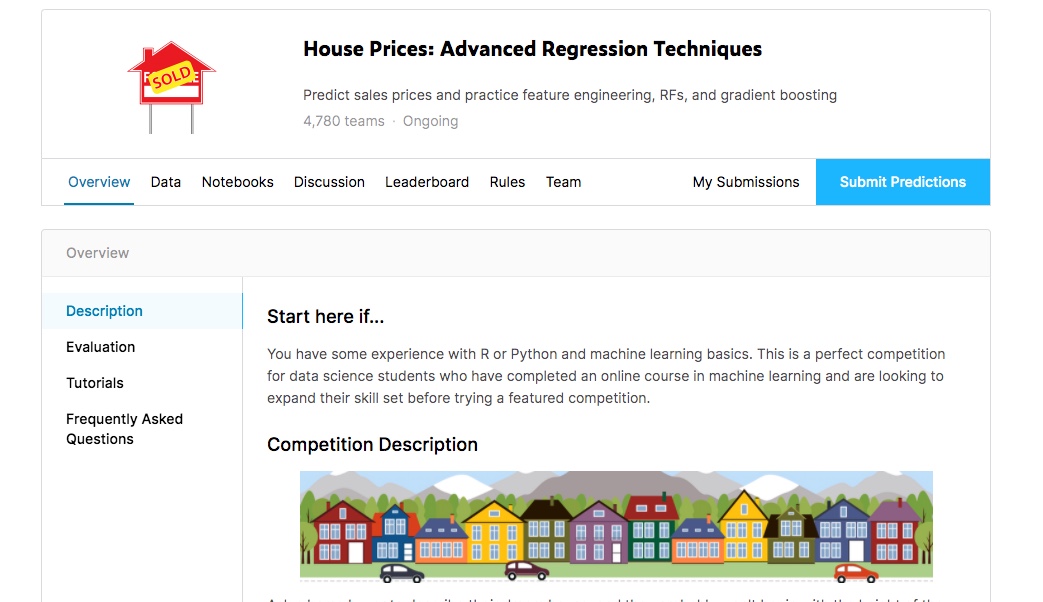 House Prices: Advanced Regression Techniques
SOLD
Predict sales prices and practice feature engineering, RFs, and gradient boosting
4,780 teams · Ongoing
Overview Data Notebooks Discussion Leaderboard Rules Team My Submissions Submit Predictions
Overview
Description
Evaluation
Tutorials
Frequently Asked
Questions
Start here if...
You have some experience with R or Python and machine learning basics. This is a perfect competition
for data science students who have completed an online course in machine learning and are looking to
expand their skill set before trying a featured competition.
Competition Description